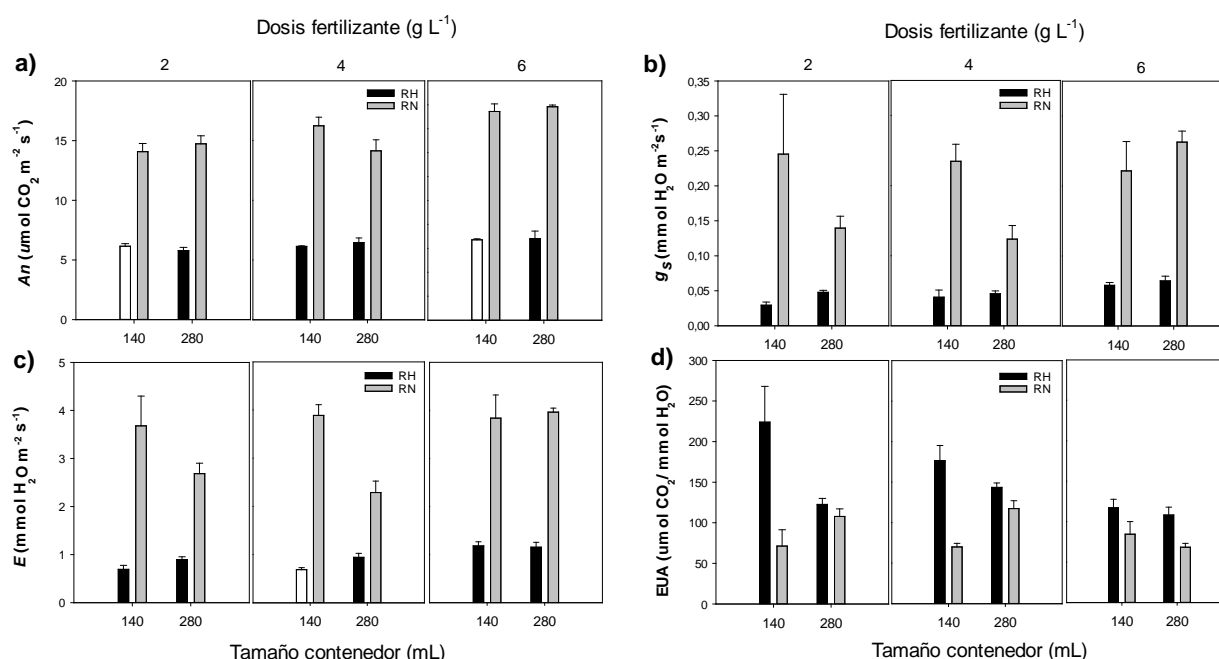 Dosis fertilizante (g L-1)
a)
2 4 6
20
15
10
5
0
An (umol CO2 m-2 s-1)
RH
RN
140 280 140 280 140 280
Dosis fertilizante (g L-1)
b)
2 4 6
0,35
0,30
0,25
0,20
0,15
0,10
0,05
0,00
gs (mmol H2O m-2s-1)
RH
RN
140 280 140 280 140 280
c)
5
4
3
2
1
0
E (mmol H2O m-2 s-1)
RH
RN
140 280 140 280 140 280
Tamaño contenedor (mL)
d)
300
250
200
150
100
50
0
EUA (umol CO2/ mmol H2O)
RH
RN
140 280 140 280 140 280
Tamaño contenedor (mL)